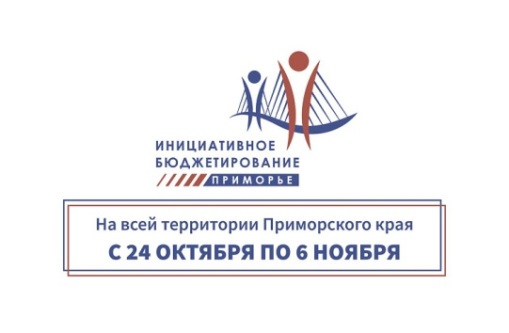 ИНИЦИАТИВНОЕ
БЮДЖЕТИРОВАНИЕ
ПРИМОРЬЕ
На всей территории Приморского края
С 24 ОКТЯБРЯ ПО 6 НОЯБРЯ